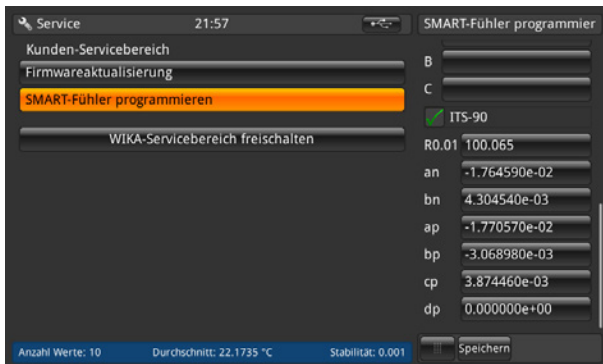 Service 21:57
SMART-Fühler programmier
Kunden-Servicebereich
Firmwareaktualisierung
SMART-Fühler programmieren
WIKA-Servicebereich freischalten
B
C
ITS-90
R0.01 100.065
an -1.764590e-02
bn 4.304540e-03
ap -1.770570e-02
bp -3.068980e-03
cp 3.874460e-03
dp 0.000000e+00
Speichern
Anzahl Werte: 10 Durchschnitt: 22.1735 °C Stabilität: 0.001